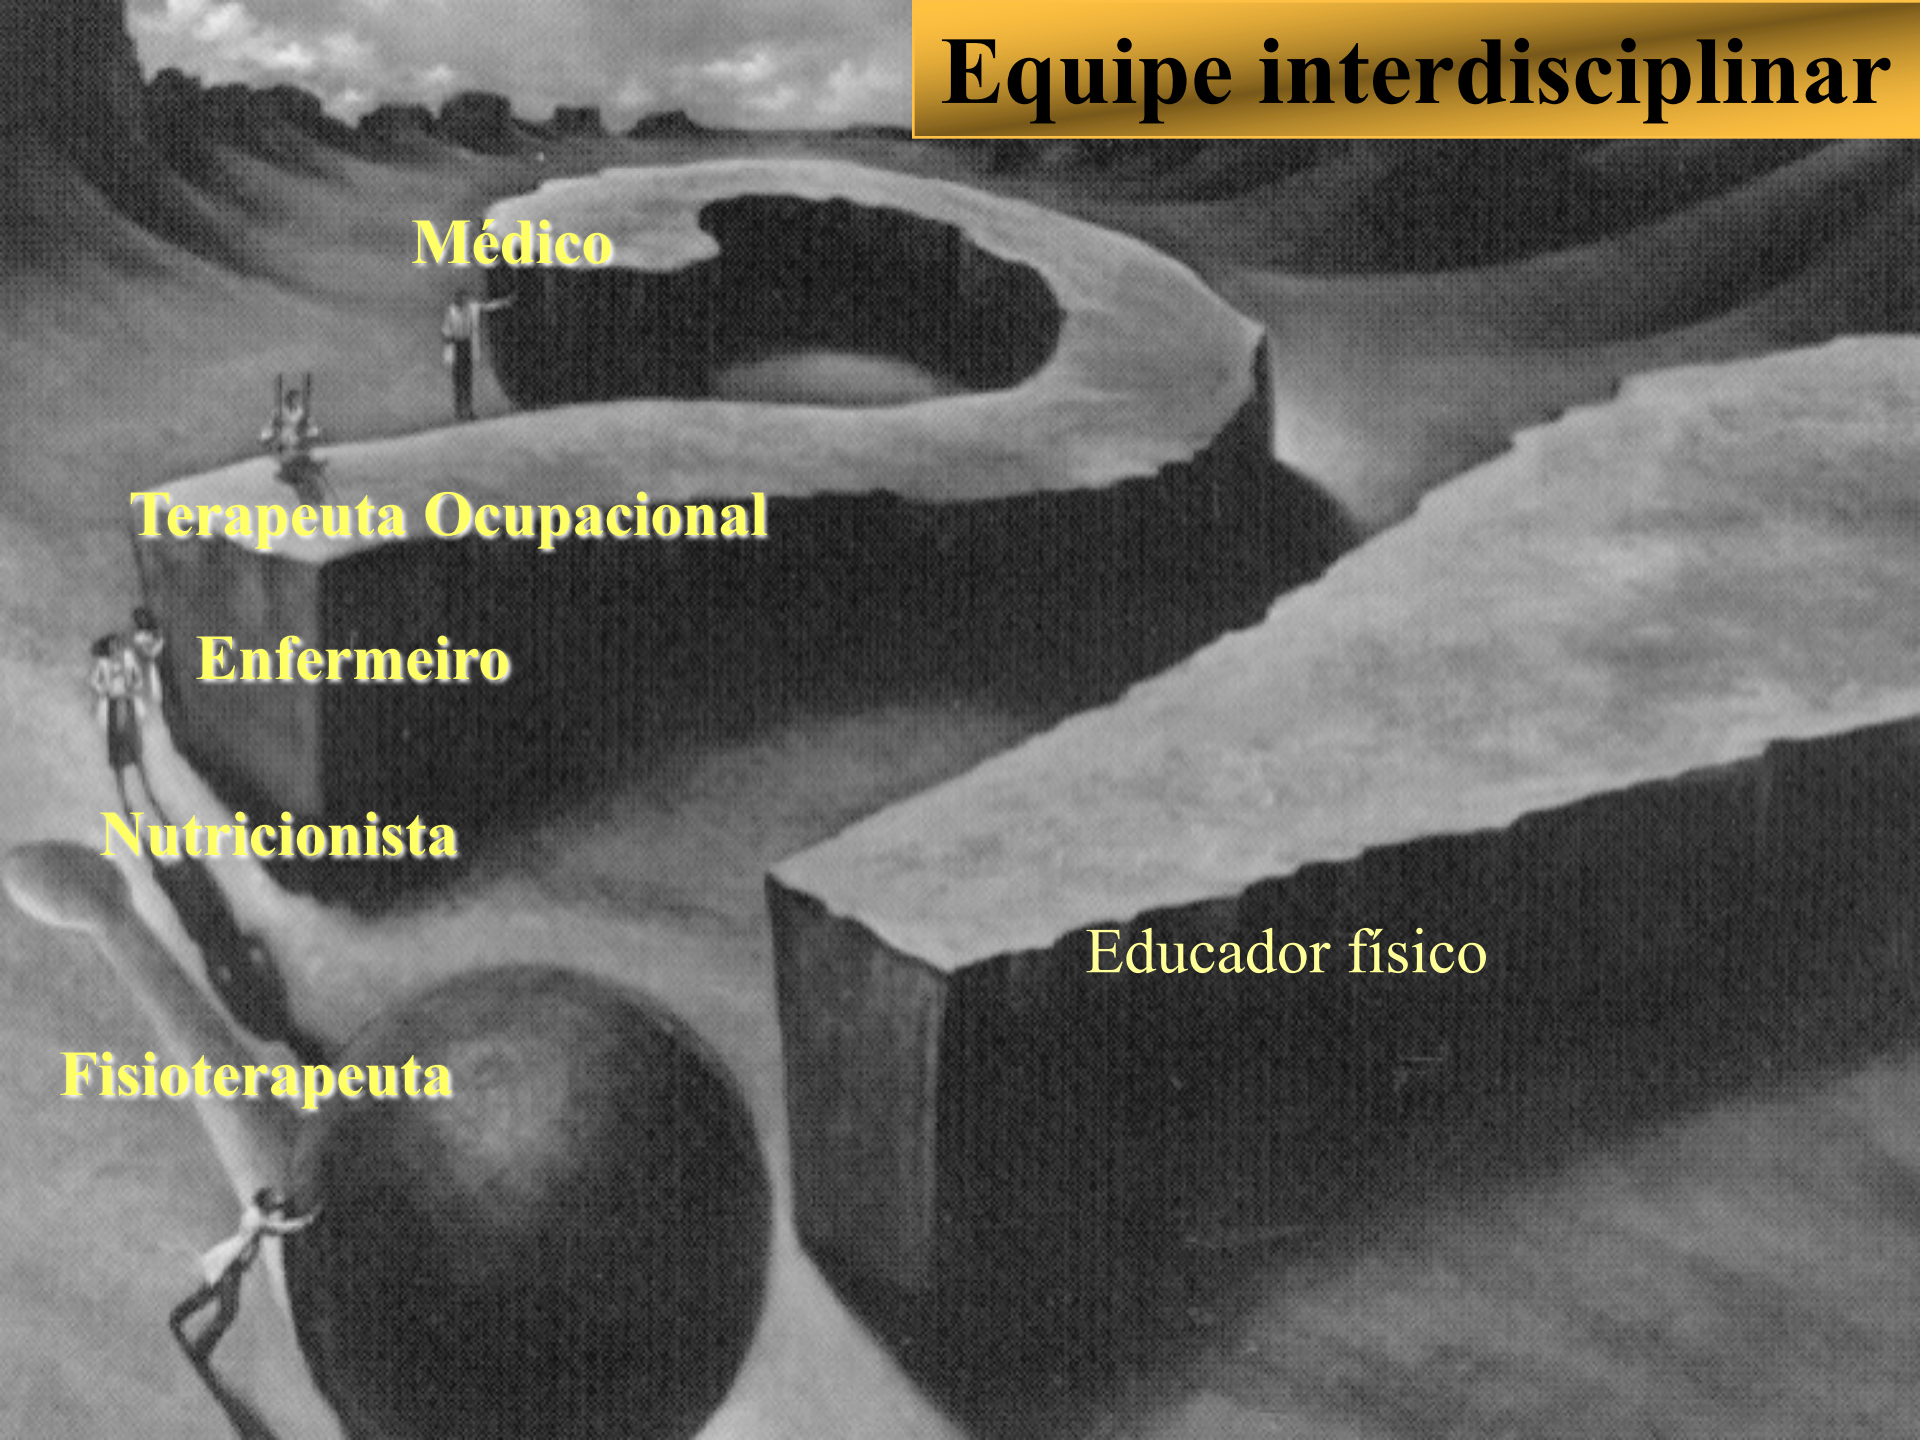 Equipe interdisciplinar
Médico
Terapeuta Ocupacional
Enfermeiro
Nutricionista
Educador físico
Fisioterapeuta